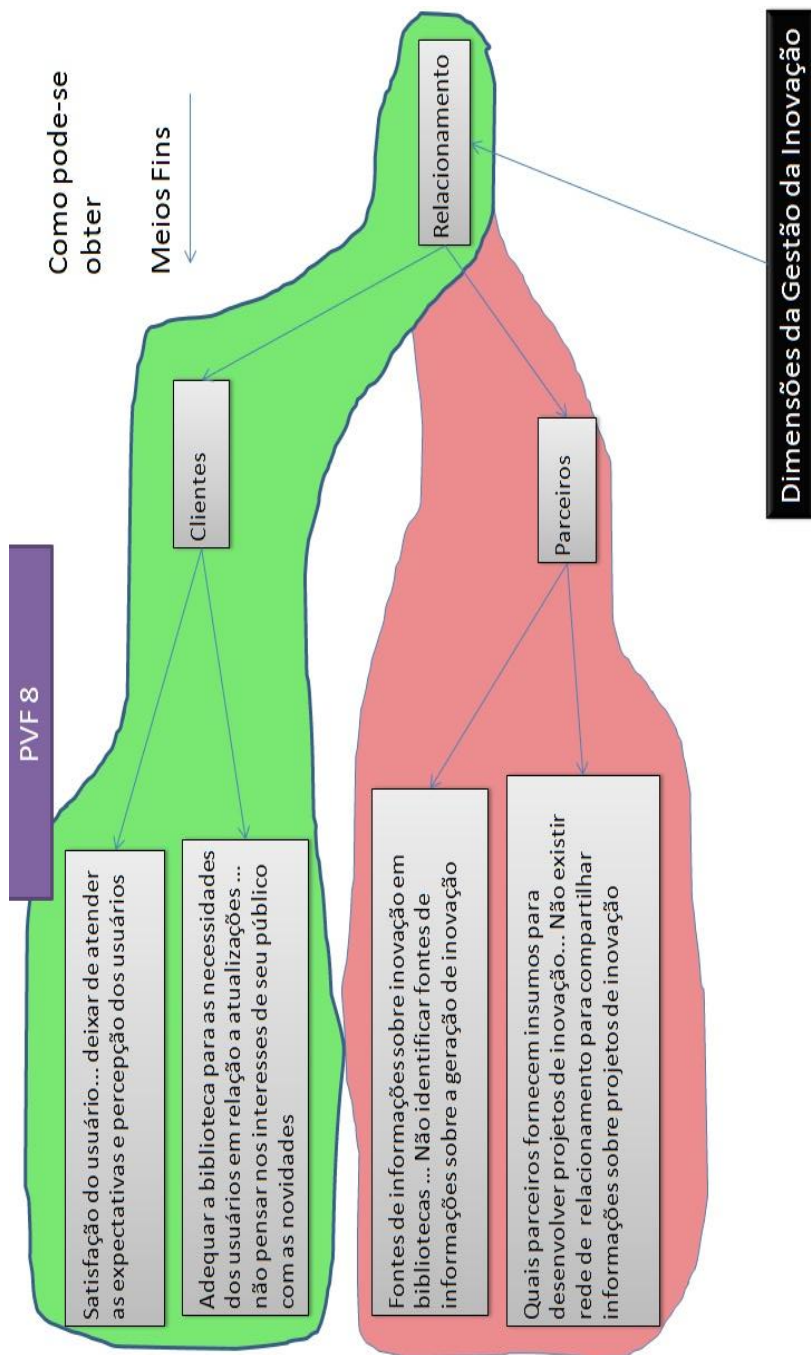 PVF 8
Como pode-se
obter
Meios Fins
Satisfação do usuário... deixar de atender
as expectativas e percepção dos usuários
Adequar a biblioteca para as necessidades
dos usuários em relação a atualizações ...
não pensar nos interesses de seu público
com as novidades
Clientes
Relacionamento
Fontes de informações sobre inovação em
bibliotecas ... Não identificar fontes de
informações sobre a geração de inovação
Quais parceiros fornecem insumos para
desenvolver projetos de inovação... Não existir
rede de relacionamento para compartilhar
informações sobre projetos de inovação
Parceiros
Dimensões da Gestão da Inovação